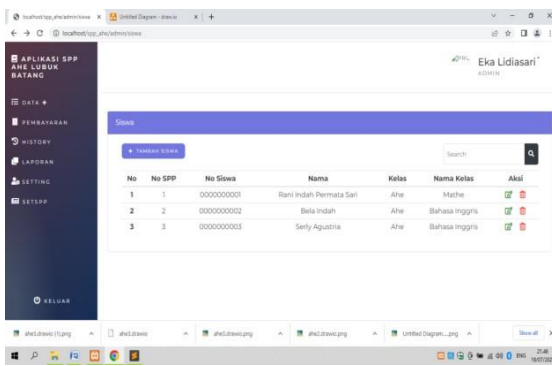 localhost/spp_ahe/admin/siswa
Untitled Diagram - draw.io
localhost/spp_ahe/admin/siswa
APLIKASI SPP
AHE LUBUK
BATANG
Eka Lidiasari
ADMIN
DATA
PEMBAYARAN
HISTORY
LAPORAN
SETTING
SETSPP
KELUAR
Siswa
+ TAMBAH SISWA
Search
No No SPP No Siswa Nama Kelas Nama Kelas Aksi
1 1 0000000001 Rani Indah Permata Sari Ahe Mathe
2 2 0000000002 Bela Indah Ahe Bahasa Inggris
3 3 0000000003 Serly Agustria Ahe Bahasa Inggris
ahe3.drawio (1).png
ahe3.drawio
ahe3.drawio.png
ahe2.drawio.png
Untitled Diagram....png
Show all
ENG
21.48